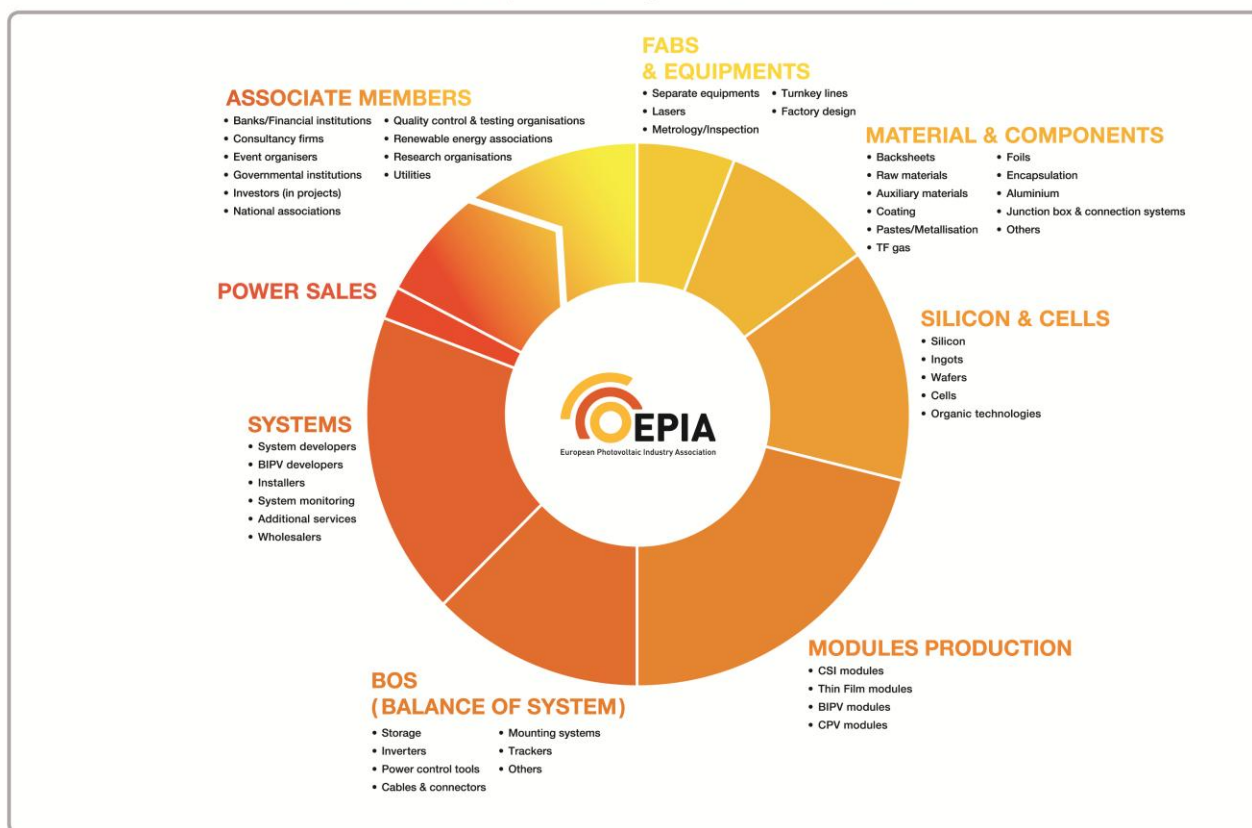 FABS
& EQUIPMENTS
• Separate equipments
• Lasers
• Metrology/Inspection
• Turnkey lines
• Factory design
MATERIAL & COMPONENTS
• Backsheets
• Raw materials
• Auxiliary materials
• Coating
• Pastes/Metallisation
• TF gas
• Foils
• Encapsulation
• Aluminium
• Junction box & connection systems
• Others
SILICON & CELLS
• Silicon
• Ingots
• Wafers
• Cells
• Organic technologies
MODULES PRODUCTION
• CSI modules
• Thin Film modules
• BIPV modules
• CPV modules
BOS
(BALANCE OF SYSTEM)
• Storage
• Inverters
• Power control tools
• Cables & connectors
• Mounting systems
• Trackers
• Others
SYSTEMS
• System developers
• BIPV developers
• Installers
• System monitoring
• Additional services
• Wholesalers
POWER SALES
ASSOCIATE MEMBERS
• Banks/Financial institutions
• Consultancy firms
• Event organisers
• Governmental institutions
• Investors (in projects)
• National associations
• Quality control & testing organisations
• Renewable energy associations
• Research organisations
• Utilities
EPIA
European Photovoltaic Industry Association